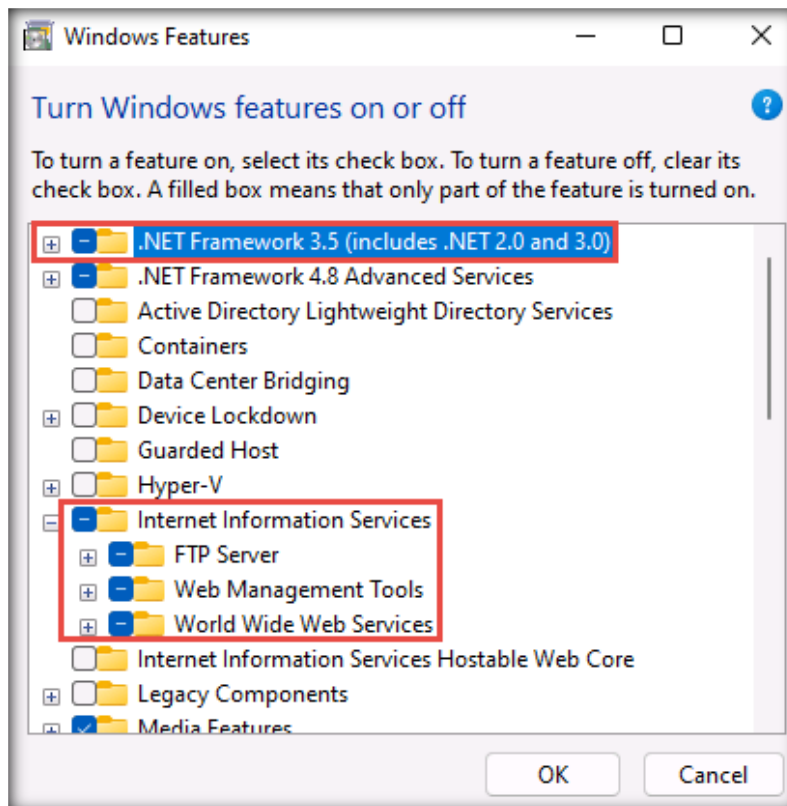 Windows Features
Turn Windows features on or off
?
To turn a feature on, select its check box. To turn a feature off, clear its
check box. A filled box means that only part of the feature is turned on.
.NET Framework 3.5 (includes .NET 2.0 and 3.0)
.NET Framework 4.8 Advanced Services
Active Directory Lightweight Directory Services
Containers
Data Center Bridging
Device Lockdown
Guarded Host
Hyper-V
Internet Information Services
FTP Server
Web Management Tools
World Wide Web Services
Internet Information Services Hostable Web Core
Legacy Components
Media Features
OK
Cancel